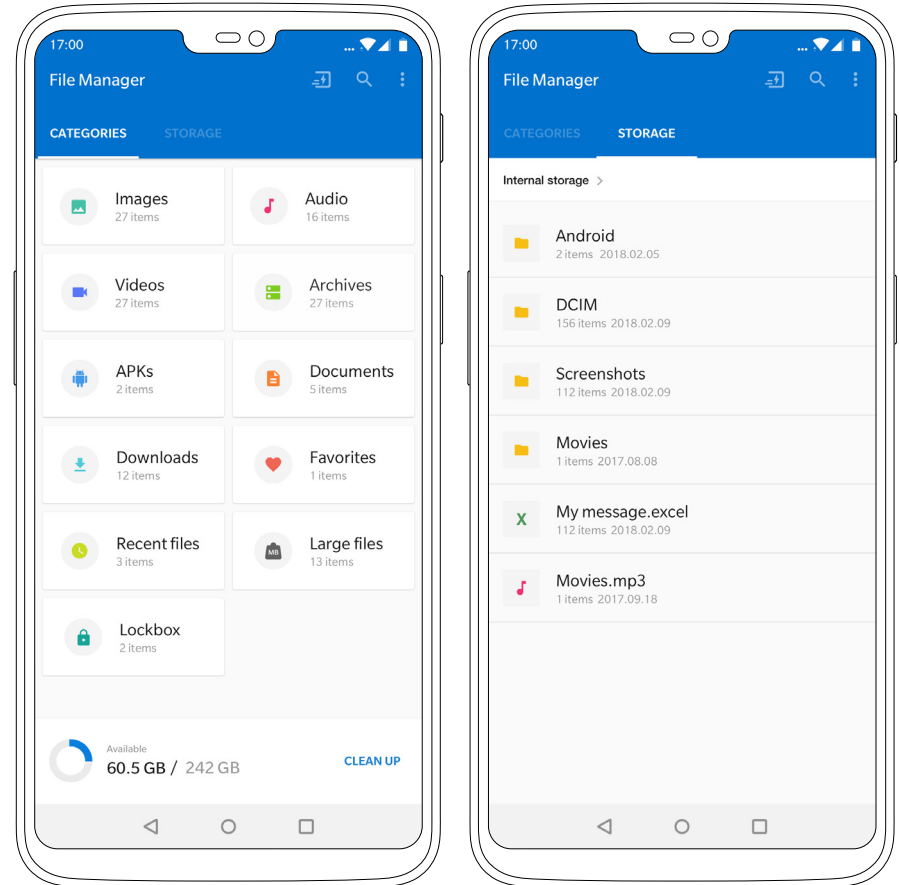 17:00
File Manager
CATEGORIES STORAGE
Images
27 items
Audio
16 items
Videos
27 items
Archives
27 items
APKs
2 items
Documents
5 items
Downloads
12 items
Favorites
1 items
Recent files
3 items
MB
Large files
13 items
Lockbox
2 items
Available
60.5 GB / 242 GB
CLEAN UP
17:00
File Manager
CATEGORIES STORAGE
Internal storage >
Android
2 items 2018.02.05
DCIM
156 items 2018.02.09
Screenshots
112 items 2018.02.09
Movies
1 items 2017.08.08
X
My message.excel
112 items 2018.02.09
Movies.mp3
1 items 2017.09.18